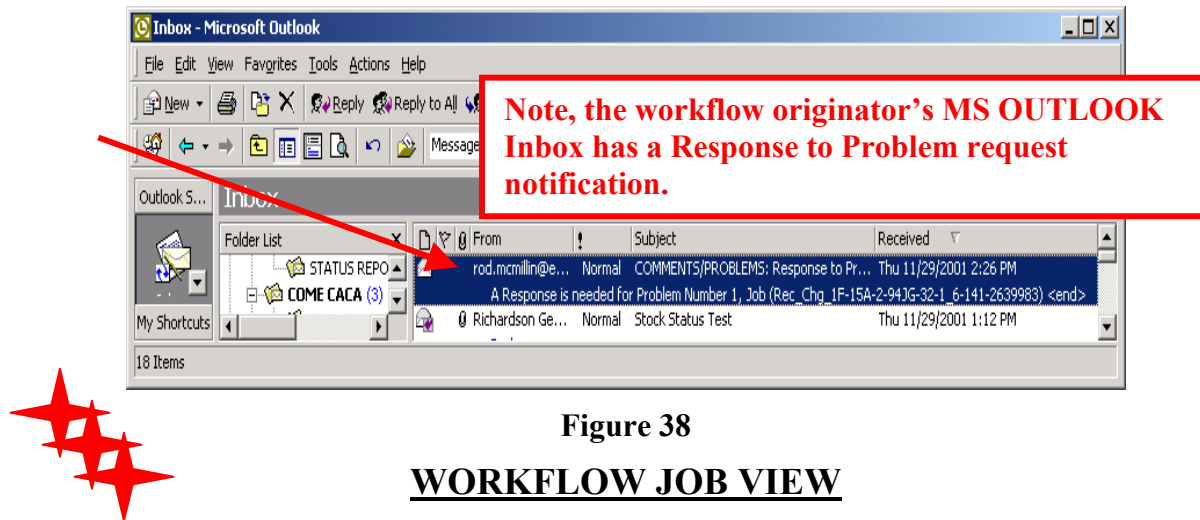 Inbox - Microsoft Outlook
File Edit View Favorites Tools Actions Help
New Reply Reply to All
Note, the workflow originator's MS OUTLOOK
Inbox has a Response to Problem request
notification.
Message
Outlook S... Inbox
Folder List X From ! Subject Received
STATUS REPO rod.mcmillin@e... Normal COMMENTS/PROBLEMS: Response to Pr... Thu 11/29/2001 2:26 PM
COME CACA (3) A Response is needed for Problem Number 1, Job (Rec_Chg_1F-15A-2-94JG-32-1_6-141-2639983) <end>
My Shortcuts Richardson Ge... Normal Stock Status Test Thu 11/29/2001 1:12 PM
18 Items
Figure 38
WORKFLOW JOB VIEW